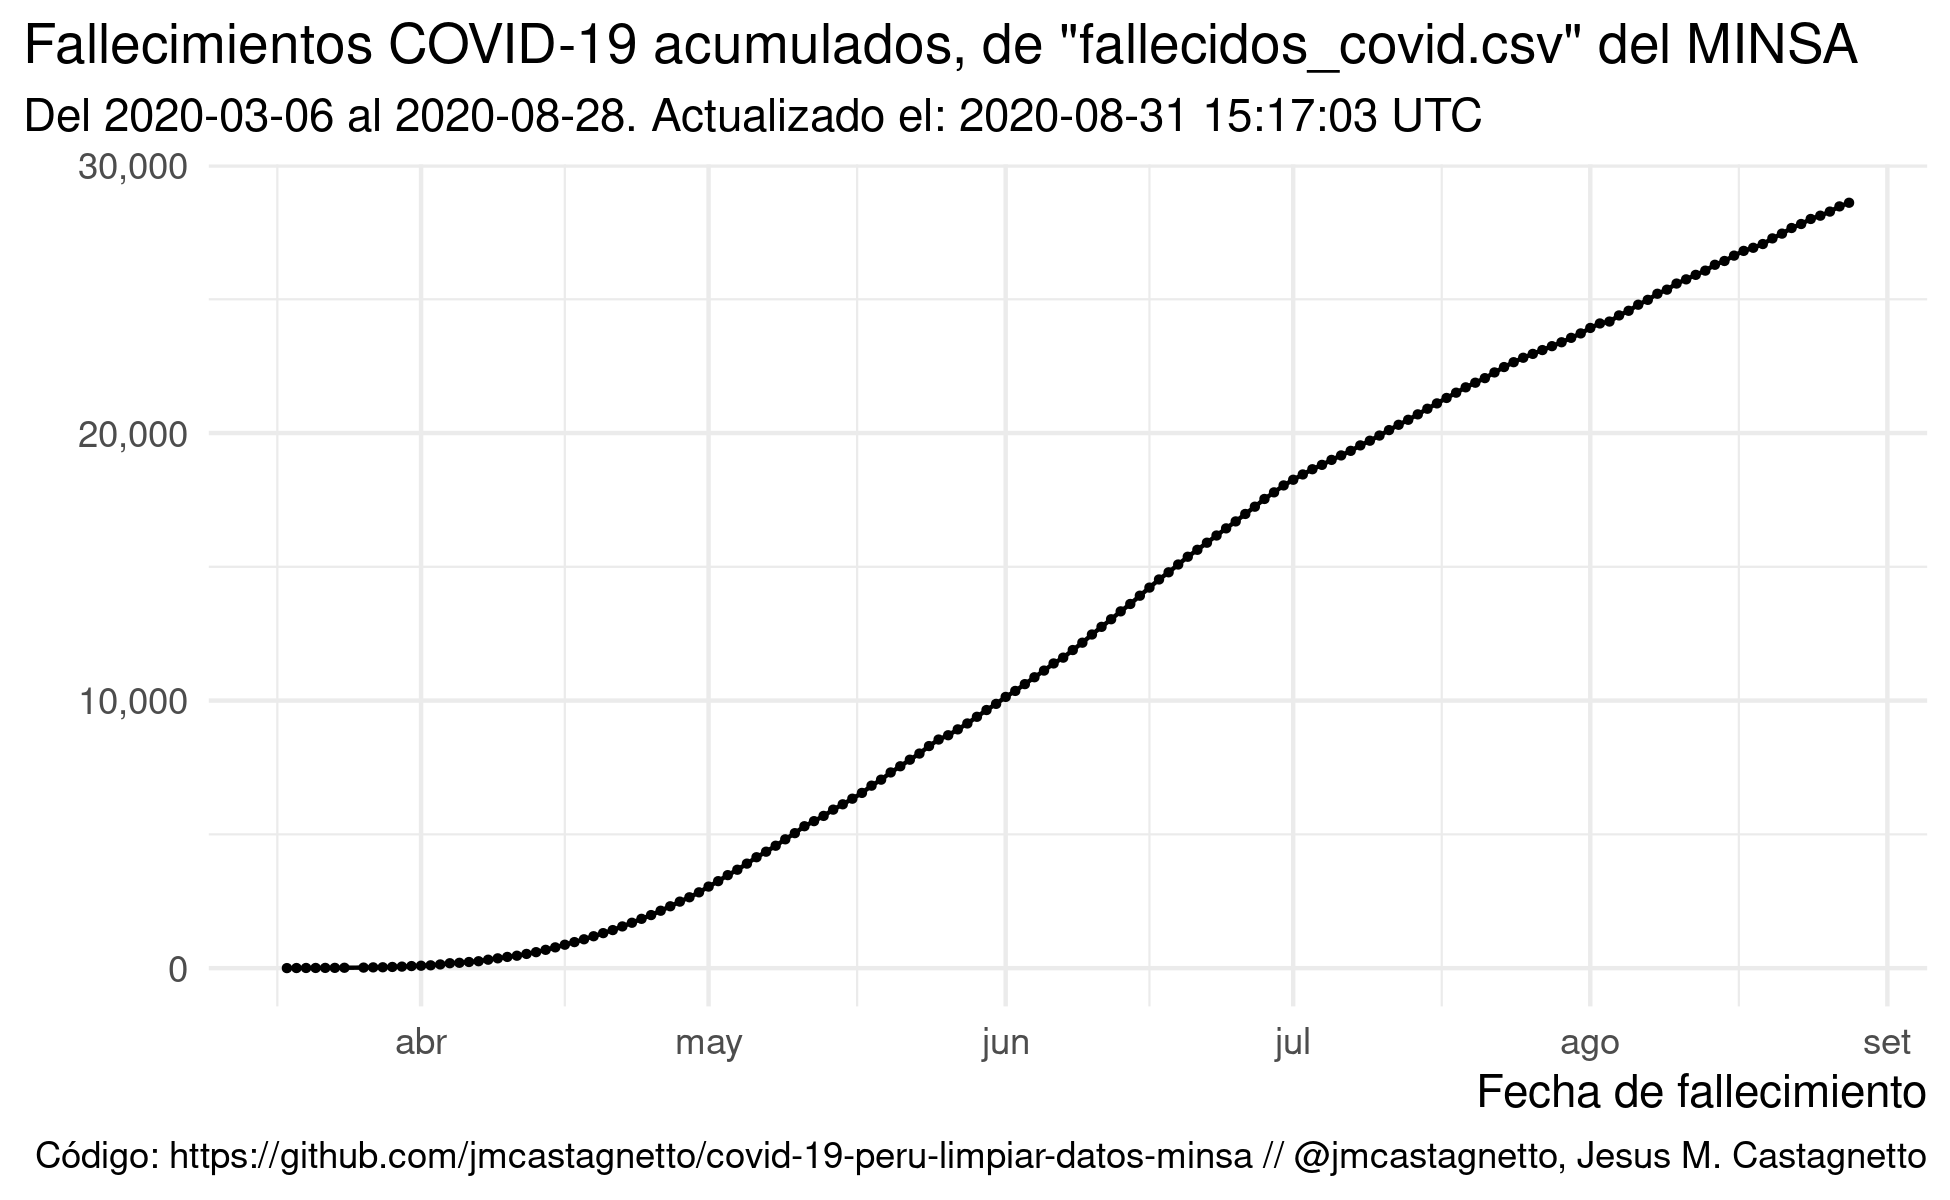 Fallecimientos COVID-19 acumulados, de "fallecidos_covid.csv" del MINSA
Del 2020-03-06 al 2020-08-28. Actualizado el: 2020-08-31 15:17:03 UTC
30,000
20,000
10,000
0
abr may jun jul ago set
Fecha de fallecimiento
Código: https://github.com/jmcastagnetto/covid-19-peru-limpiar-datos-minsa // @jmcastagnetto, Jesus M. Castagnetto